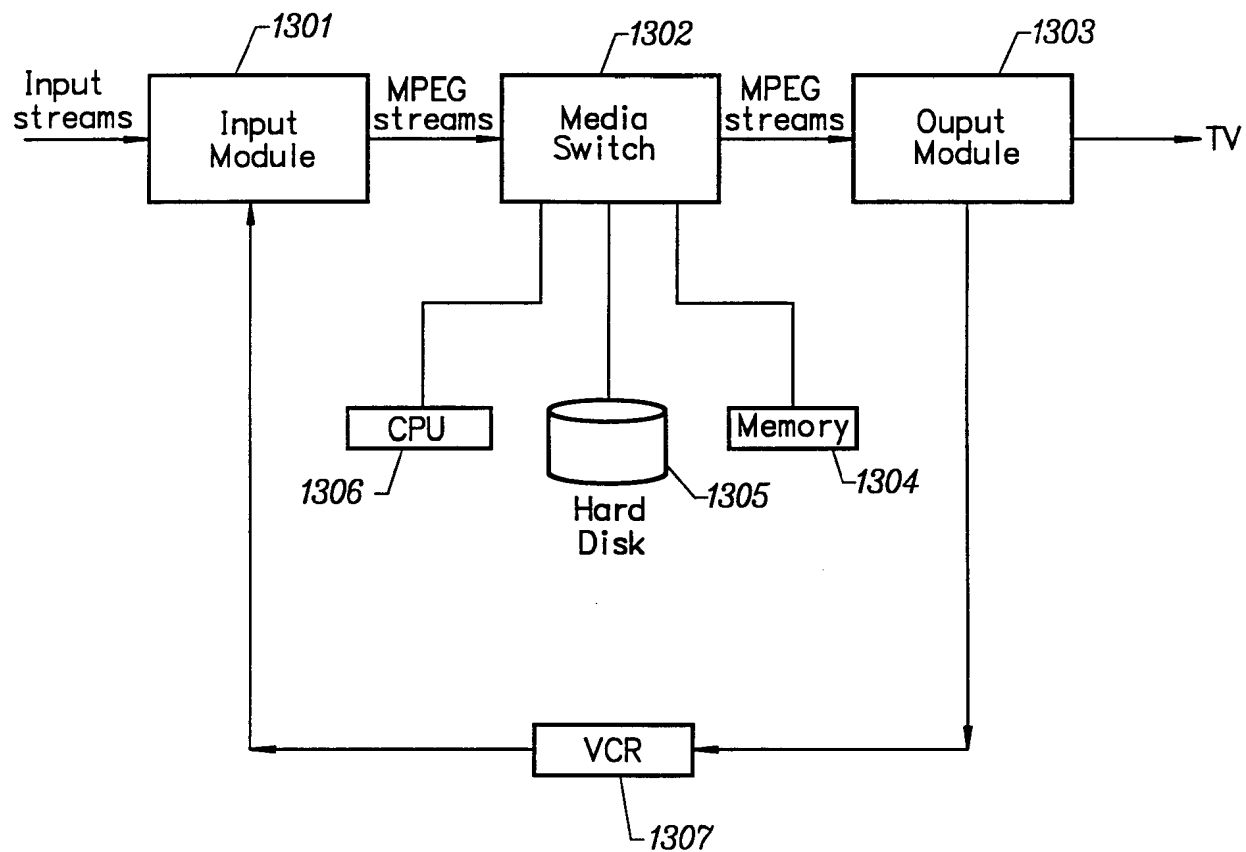 1301
1302
1303
Input
streams
Input
Module
MPEG
streams
Media
Switch
MPEG
streams
Ouput
Module
TV
CPU
Memory
1306
1305
1304
Hard
Disk
VCR
1307